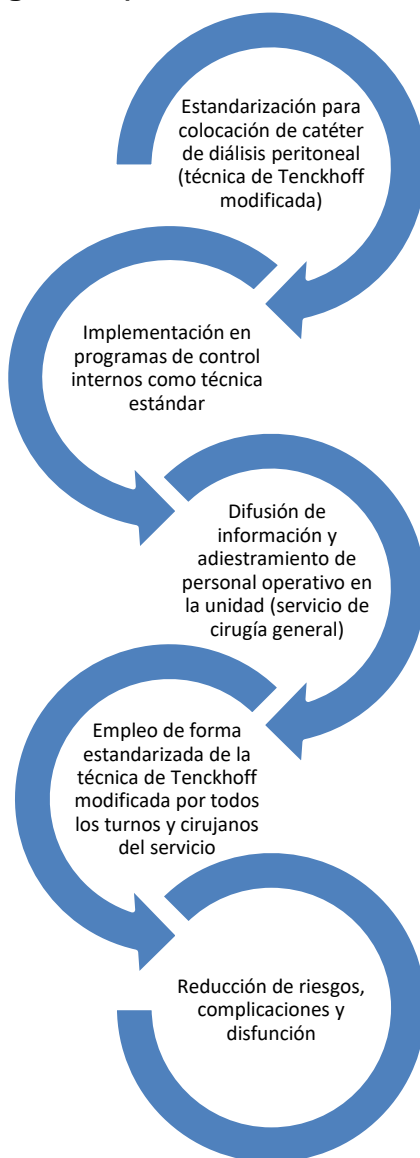 Estandarización para
colocación de catéter
de diálisis peritoneal
(técnica de Tenckhoff
modificada)
Implementación en
programas de control
internos como técnica
estándar
Difusión de
información y
adiestramiento de
personal operativo en
la unidad (servicio de
cirugía general)
Empleo de forma
estandarizada de la
técnica de Tenckhoff
modificada por todos
los turnos y cirujanos
del servicio
Reducción de riesgos,
complicaciones y
disfunción